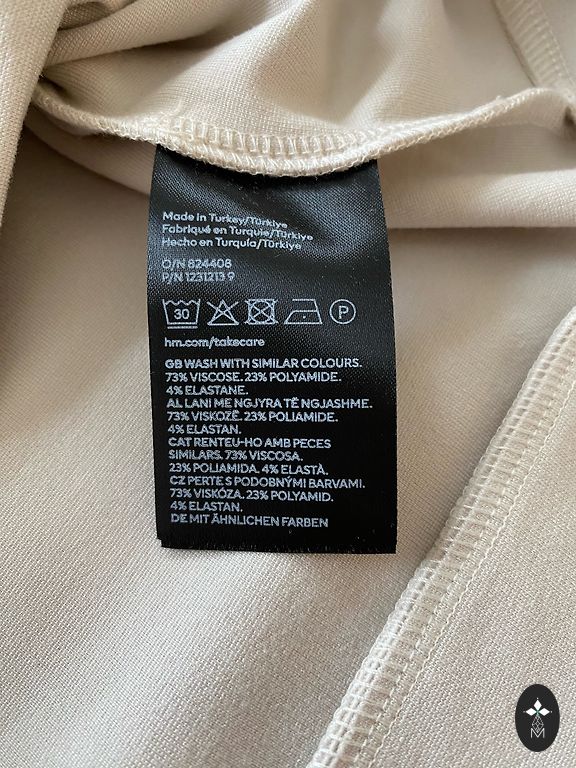 Made in Turkey/Türkiye
Fabriqué en Turquie/Türkiye
Hecho en Turquía/Türkiye
O/N 824408
P/N 1231213 9
30
P
hm.com/takecare
GB WASH WITH SIMILAR COLOURS.
73% VISCOSE. 23% POLYAMIDE.
4% ELASTANE.
AL LANI ME NGJYRA TË NGJASHME.
73% VISKOZË. 23% POLIAMIDE.
4% ELASTAN.
CAT RENTEU-HO AMB PECES
SIMILARS. 73% VISCOSA.
23% POLIAMIDA. 4% ELASTÀ.
CZ PERTE S PODOBNÝMI BARVAMI.
73% VISKÓZA. 23% POLYAMID.
4% ELASTAN.
DE MIT ÄHNLICHEN FARBEN
M